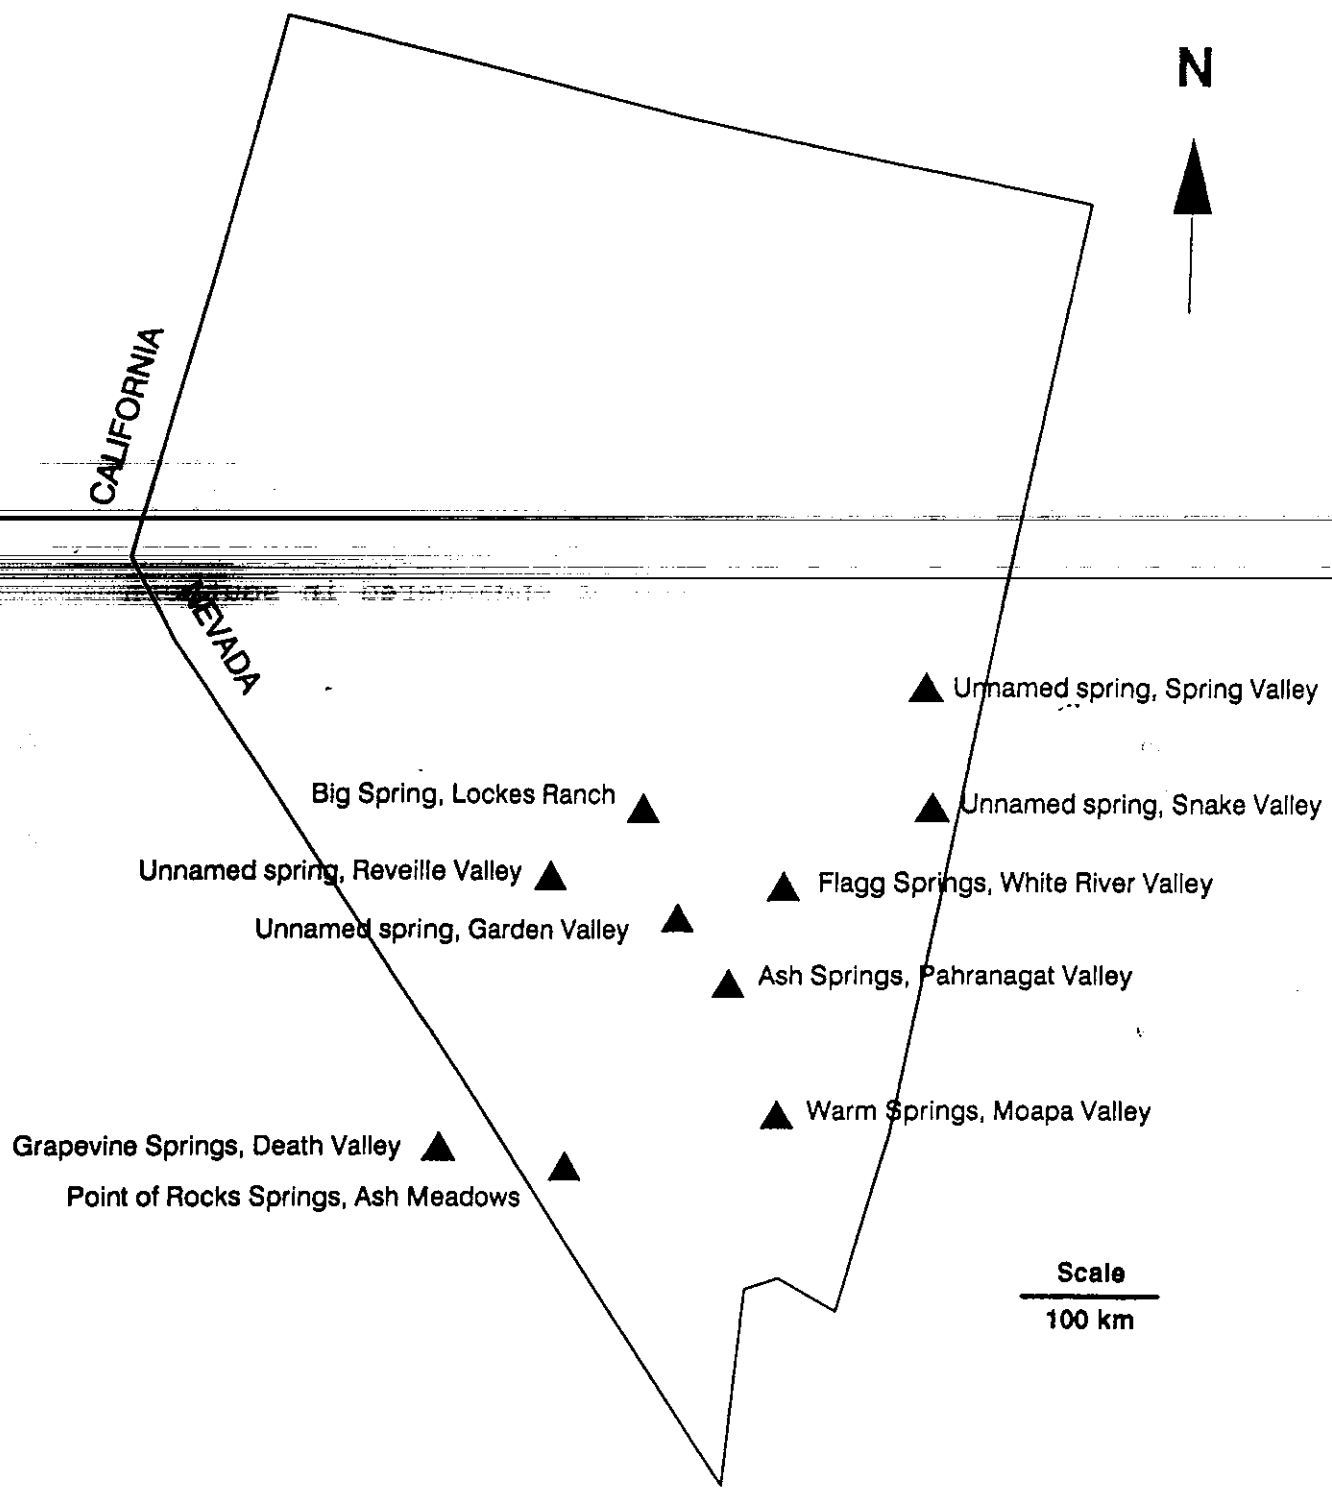 N
CALIFORNIA
NEVADA
Unnamed spring, Spring Valley
Big Spring, Lockes Ranch
Unnamed spring, Snake Valley
Unnamed spring, Reveille Valley
Flagg Springs, White River Valley
Unnamed spring, Garden Valley
Ash Springs, Pahranagat Valley
Warm Springs, Moapa Valley
Grapevine Springs, Death Valley
Point of Rocks Springs, Ash Meadows
Scale
100 km